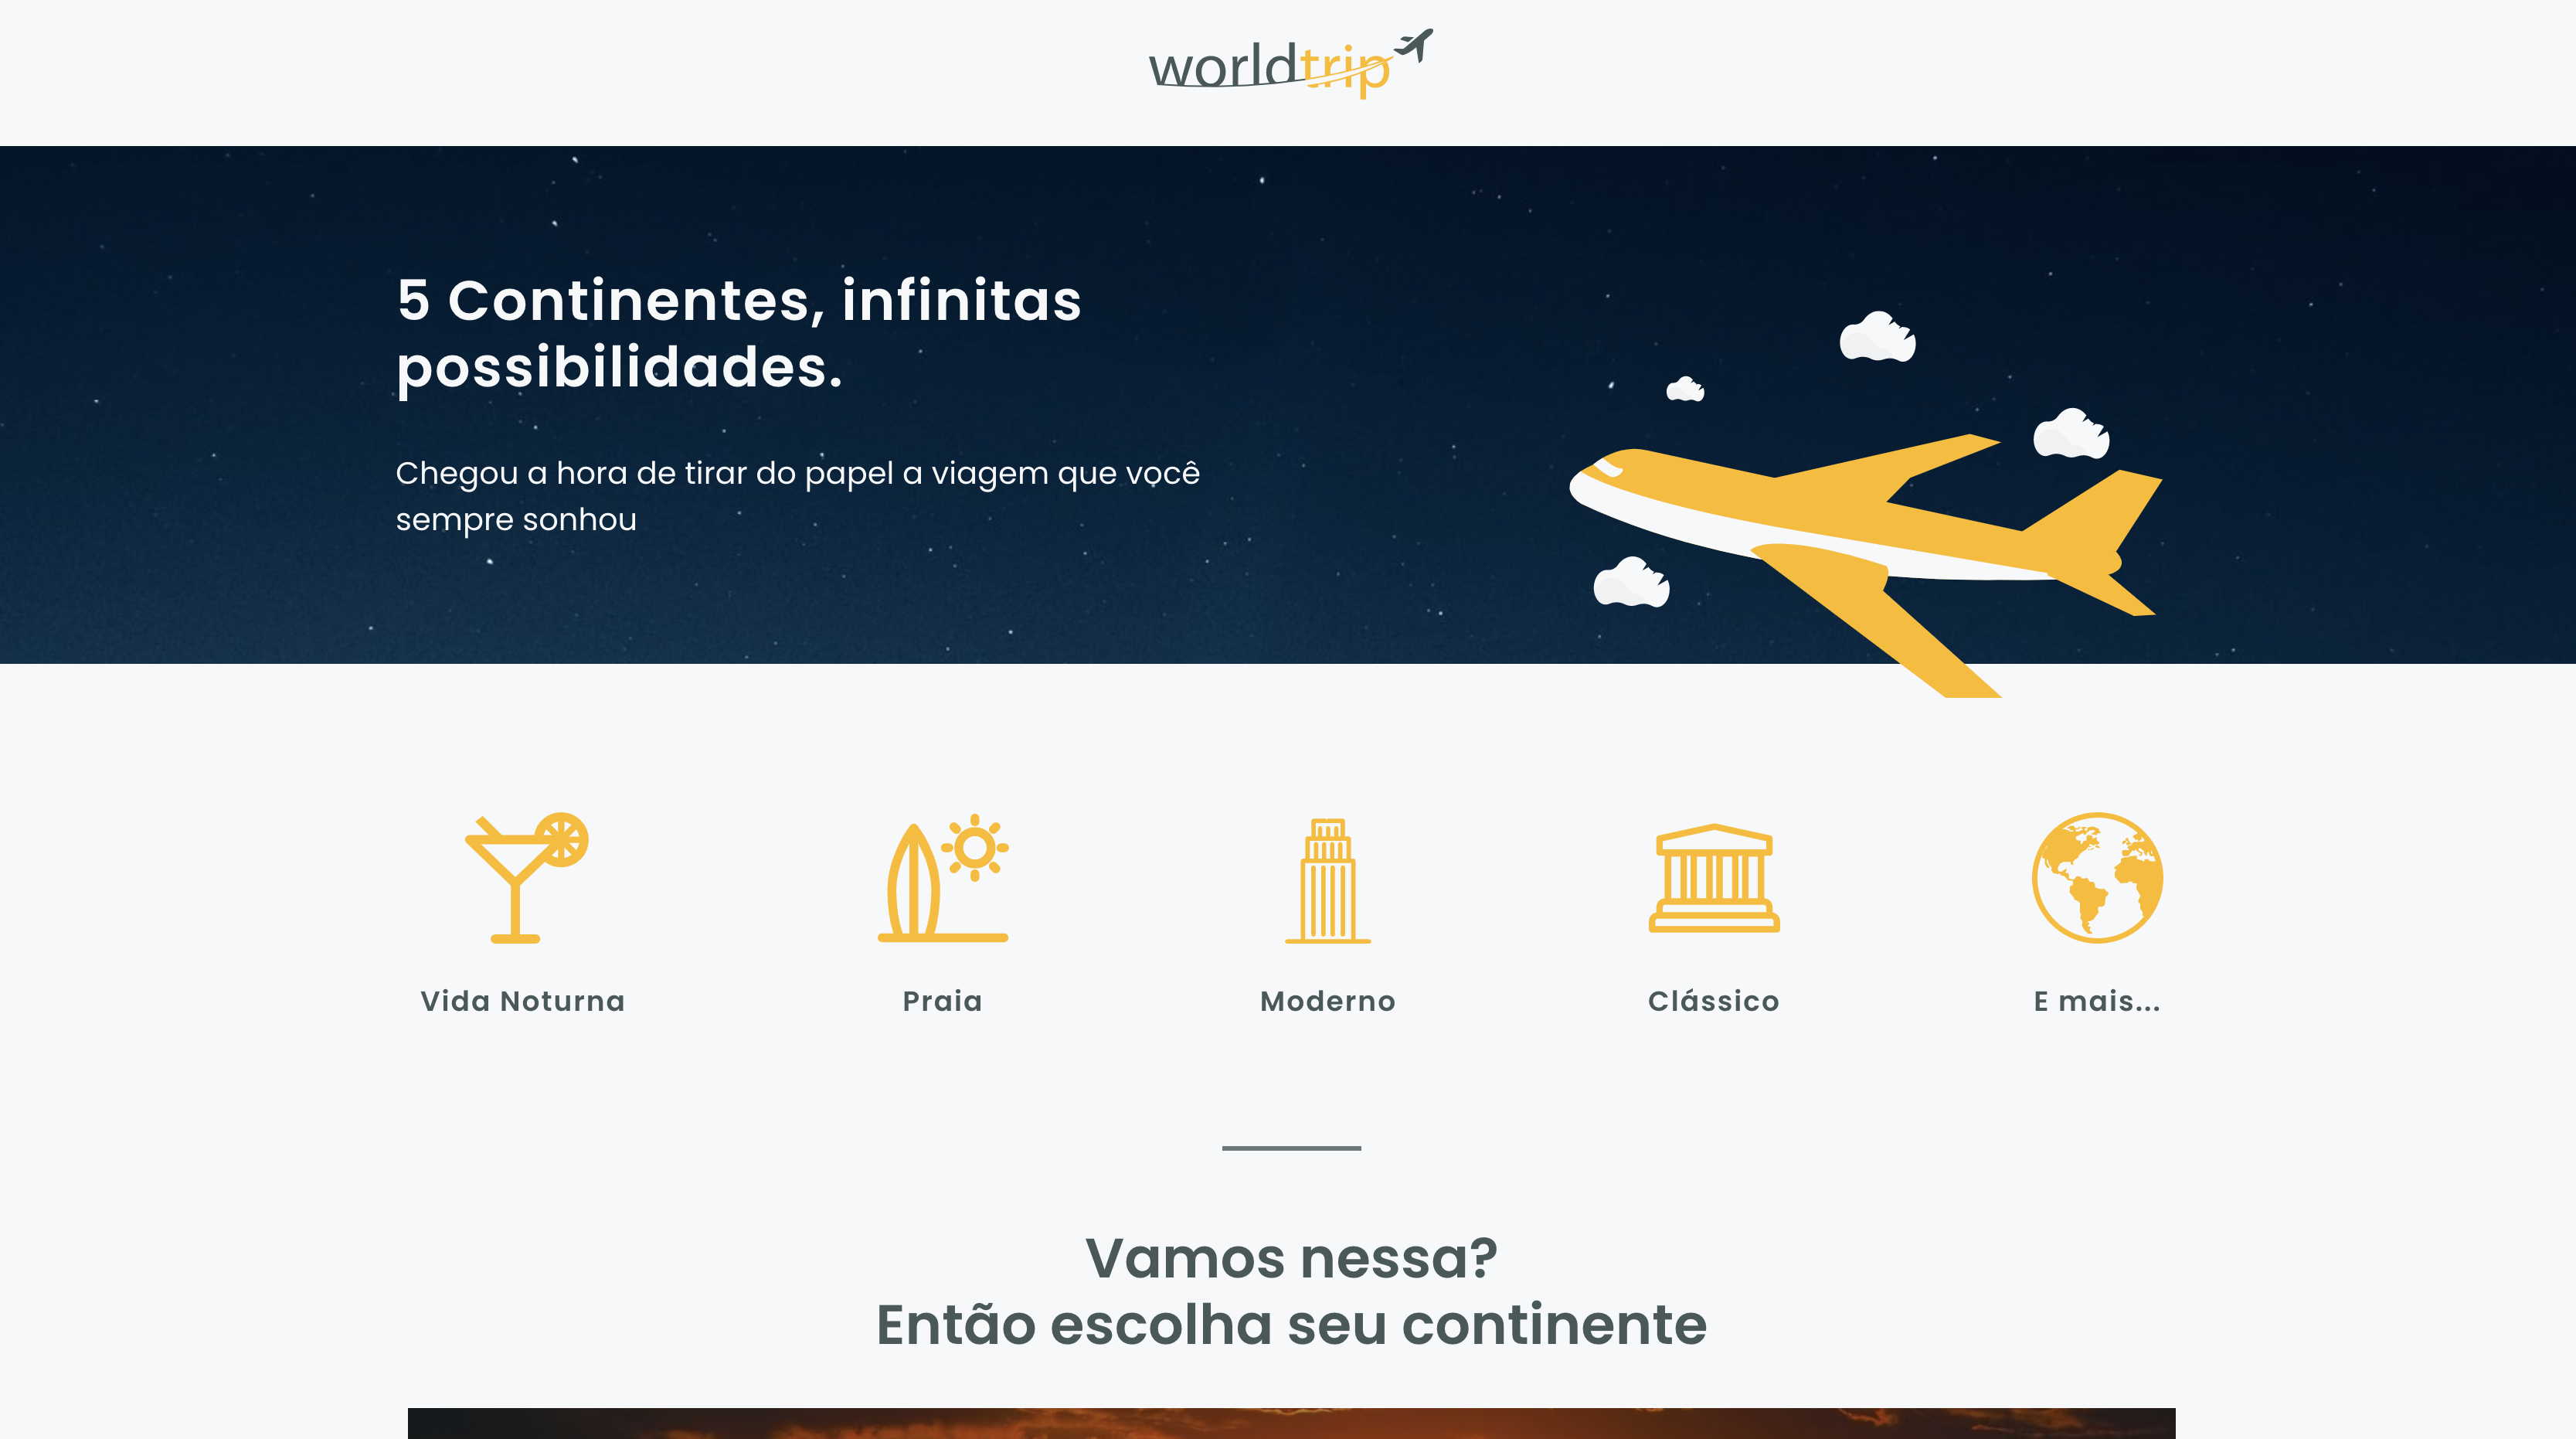 worldtrip
5 Continentes, infinitas
possibilidades.
Chegou a hora de tirar do papel a viagem que você
sempre sonhou
Vida Noturna
Praia
Moderno
Clássico
E mais...
Vamos nessa?
Então escolha seu continente